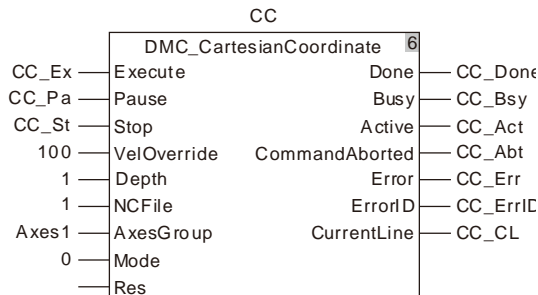 CC
DMC_CartesianCoordinate 6
CC_Ex Execute Done CC_Done
CC_Pa Pause Busy CC_Bsy
CC_St Stop Active CC_Act
100 VelOverride CommandAborted CC_Abt
1 Depth Error CC_Err
1 NCFile ErrorID CC_ErrID
Axes1 AxesGroup CurrentLine CC_CL
0 Mode
Res